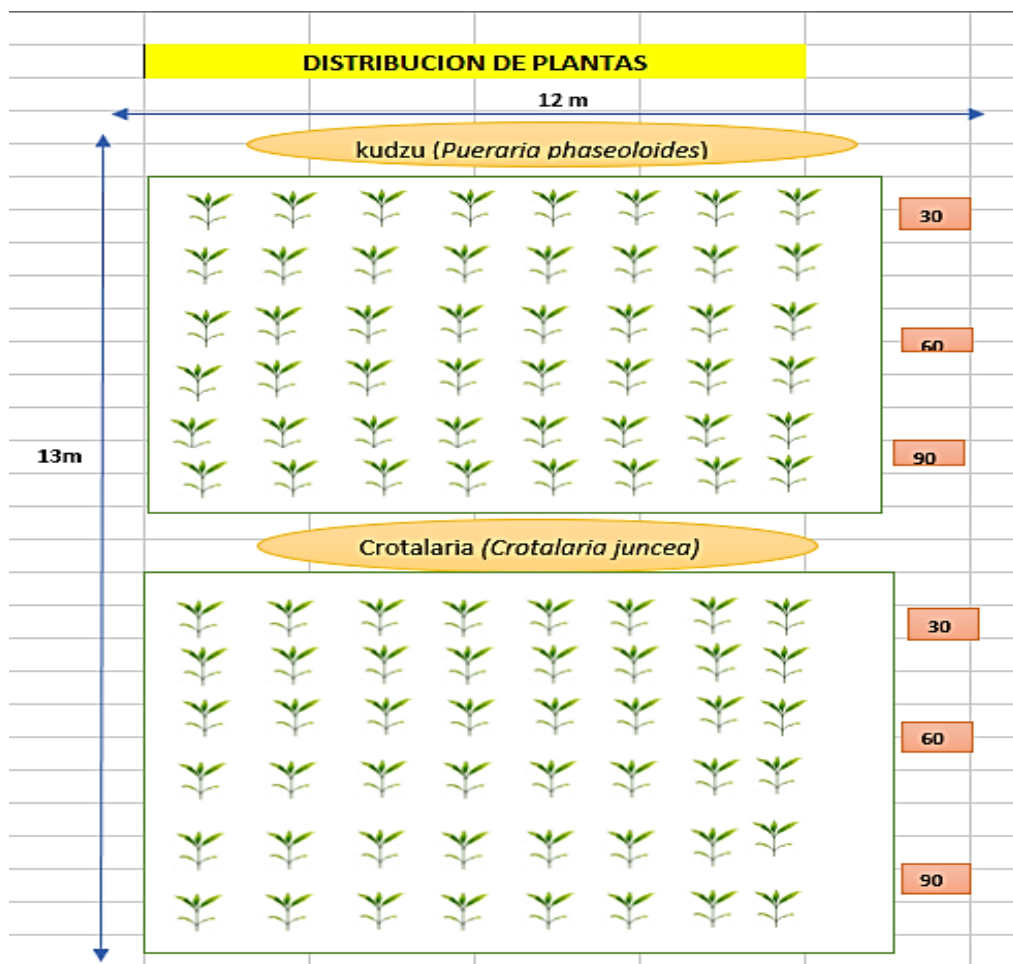 DISTRIBUCION DE PLANTAS
12 m
kudzu (Pueraria phaseoloides)
30
60
90
13m
Crotalaria (Crotalaria juncea)
30
60
90